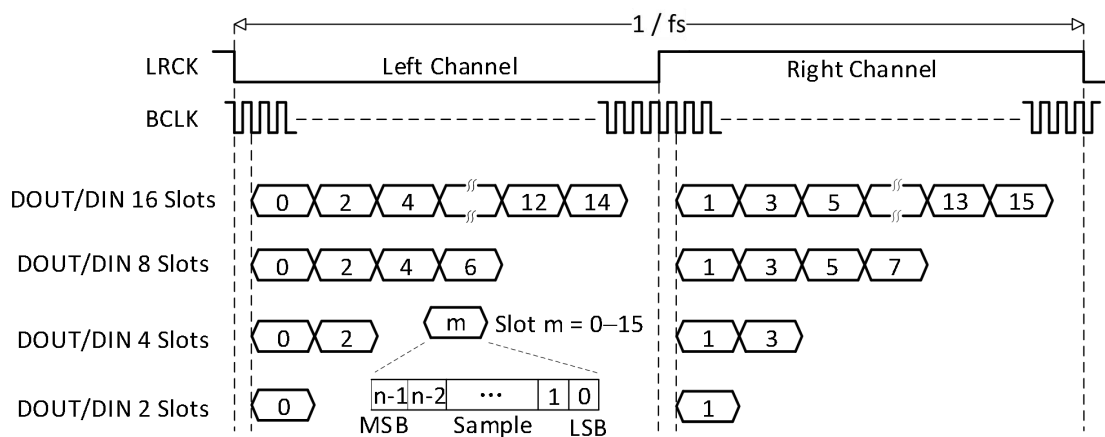 1 / fs
LRCK Left Channel Right Channel
BCLK
DOUT/DIN 16 Slots 0 2 4 12 14 1 3 5 13 15
DOUT/DIN 8 Slots 0 2 4 6 1 3 5 7
DOUT/DIN 4 Slots 0 2 m Slot m = 0–15 1 3
n-1 n-2 ... 1 0
DOUT/DIN 2 Slots 0 1
MSB Sample LSB